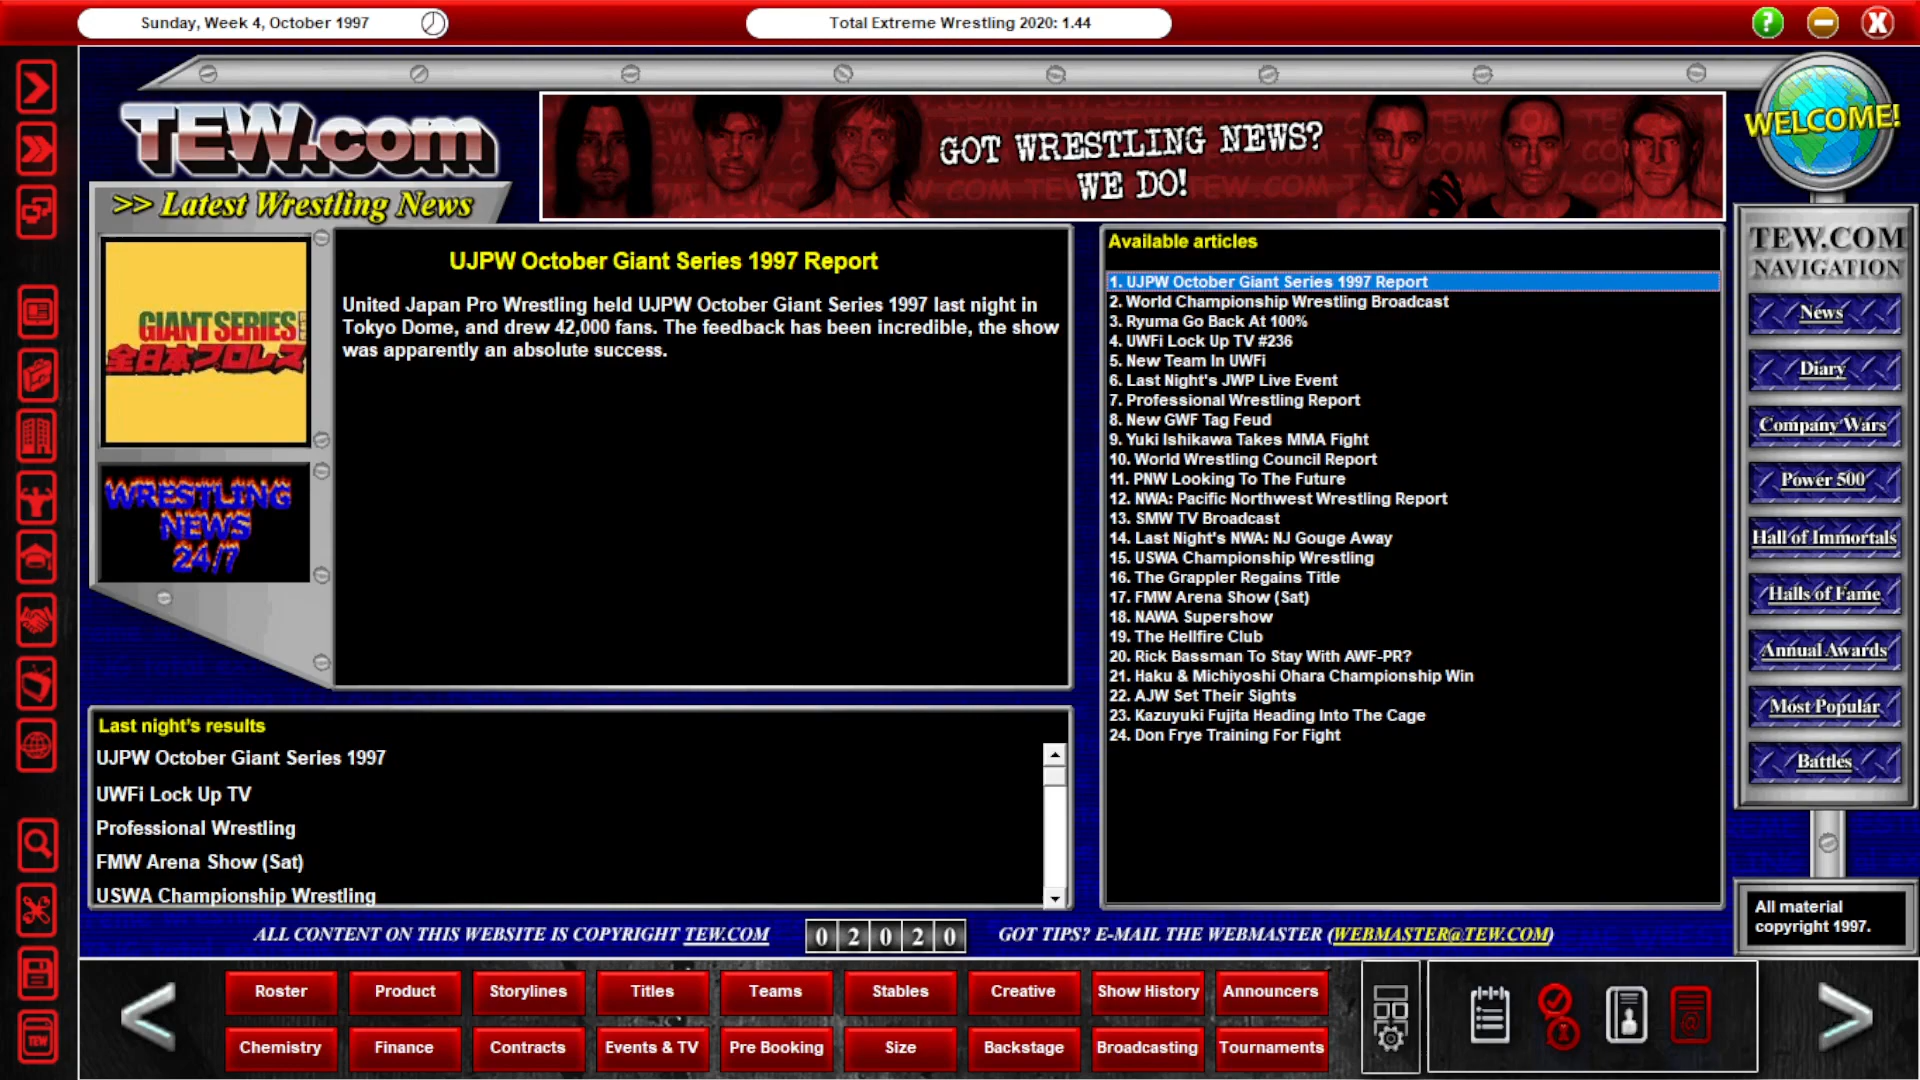 Sunday, Week 4, October 1997
Total Extreme Wrestling 2020: 1.44
TEW.com
>> Latest Wrestling News
GOT WRESTLING NEWS?
WE DO!
WELCOME!
GIANT SERIES
全日本プロレス
WRESTLING
NEWS
24/7
UJPW October Giant Series 1997 Report
United Japan Pro Wrestling held UJPW October Giant Series 1997 last night in
Tokyo Dome, and drew 42,000 fans. The feedback has been incredible, the show
was apparently an absolute success.
Available articles
1. UJPW October Giant Series 1997 Report
2. World Championship Wrestling Broadcast
3. Ryuma Go Back At 100%
4. UWFi Lock Up TV #236
5. New Team In UWFi
6. Last Night's JWP Live Event
7. Professional Wrestling Report
8. New GWF Tag Feud
9. Yuki Ishikawa Takes MMA Fight
10. World Wrestling Council Report
11. PNW Looking To The Future
12. NWA: Pacific Northwest Wrestling Report
13. SMW TV Broadcast
14. Last Night's NWA: NJ Gouge Away
15. USWA Championship Wrestling
16. The Grappler Regains Title
17. FMW Arena Show (Sat)
18. NAWA Supershow
19. The Hellfire Club
20. Rick Bassman To Stay With AWF-PR?
21. Haku & Michiyoshi Ohara Championship Win
22. AJW Set Their Sights
23. Kazuyuki Fujita Heading Into The Cage
24. Don Frye Training For Fight
TEW.COM
NAVIGATION
News
Diary
Company Wars
Power 500
Hall of Immortals
Halls of Fame
Annual Awards
Most Popular
Battles
All material
copyright 1997.
Last night's results
UJPW October Giant Series 1997
UWFi Lock Up TV
Professional Wrestling
FMW Arena Show (Sat)
USWA Championship Wrestling
ALL CONTENT ON THIS WEBSITE IS COPYRIGHT TEW.COM
0 2 0 2 0
GOT TIPS? E-MAIL THE WEBMASTER (WEBMASTER@TEW.COM)
Roster
Product
Storylines
Titles
Teams
Stables
Creative
Show History
Announcers
Chemistry
Finance
Contracts
Events & TV
Pre Booking
Size
Backstage
Broadcasting
Tournaments
TEW